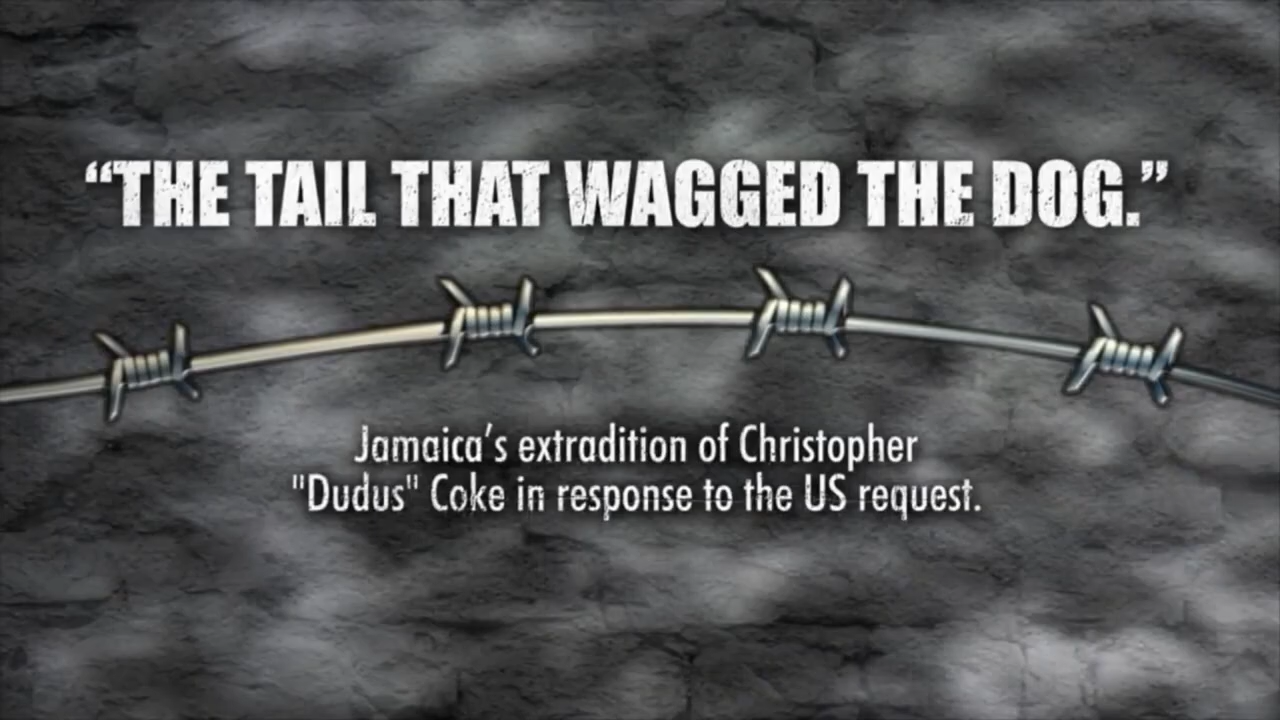 “THE TAIL THAT WAGGED THE DOG.”
Jamaica’s extradition of Christopher
"Dudus" Coke in response to the US request.